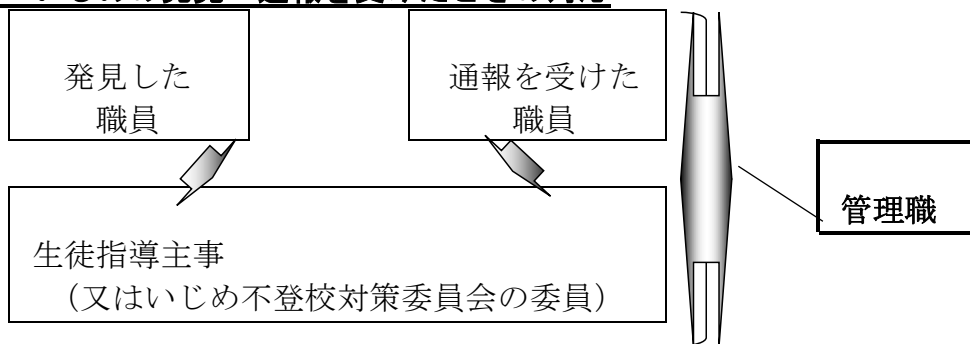 発見した
職員
通報を受けた
職員
管理職
生徒指導主事
（又はいじめ不登校対策委員会の委員）